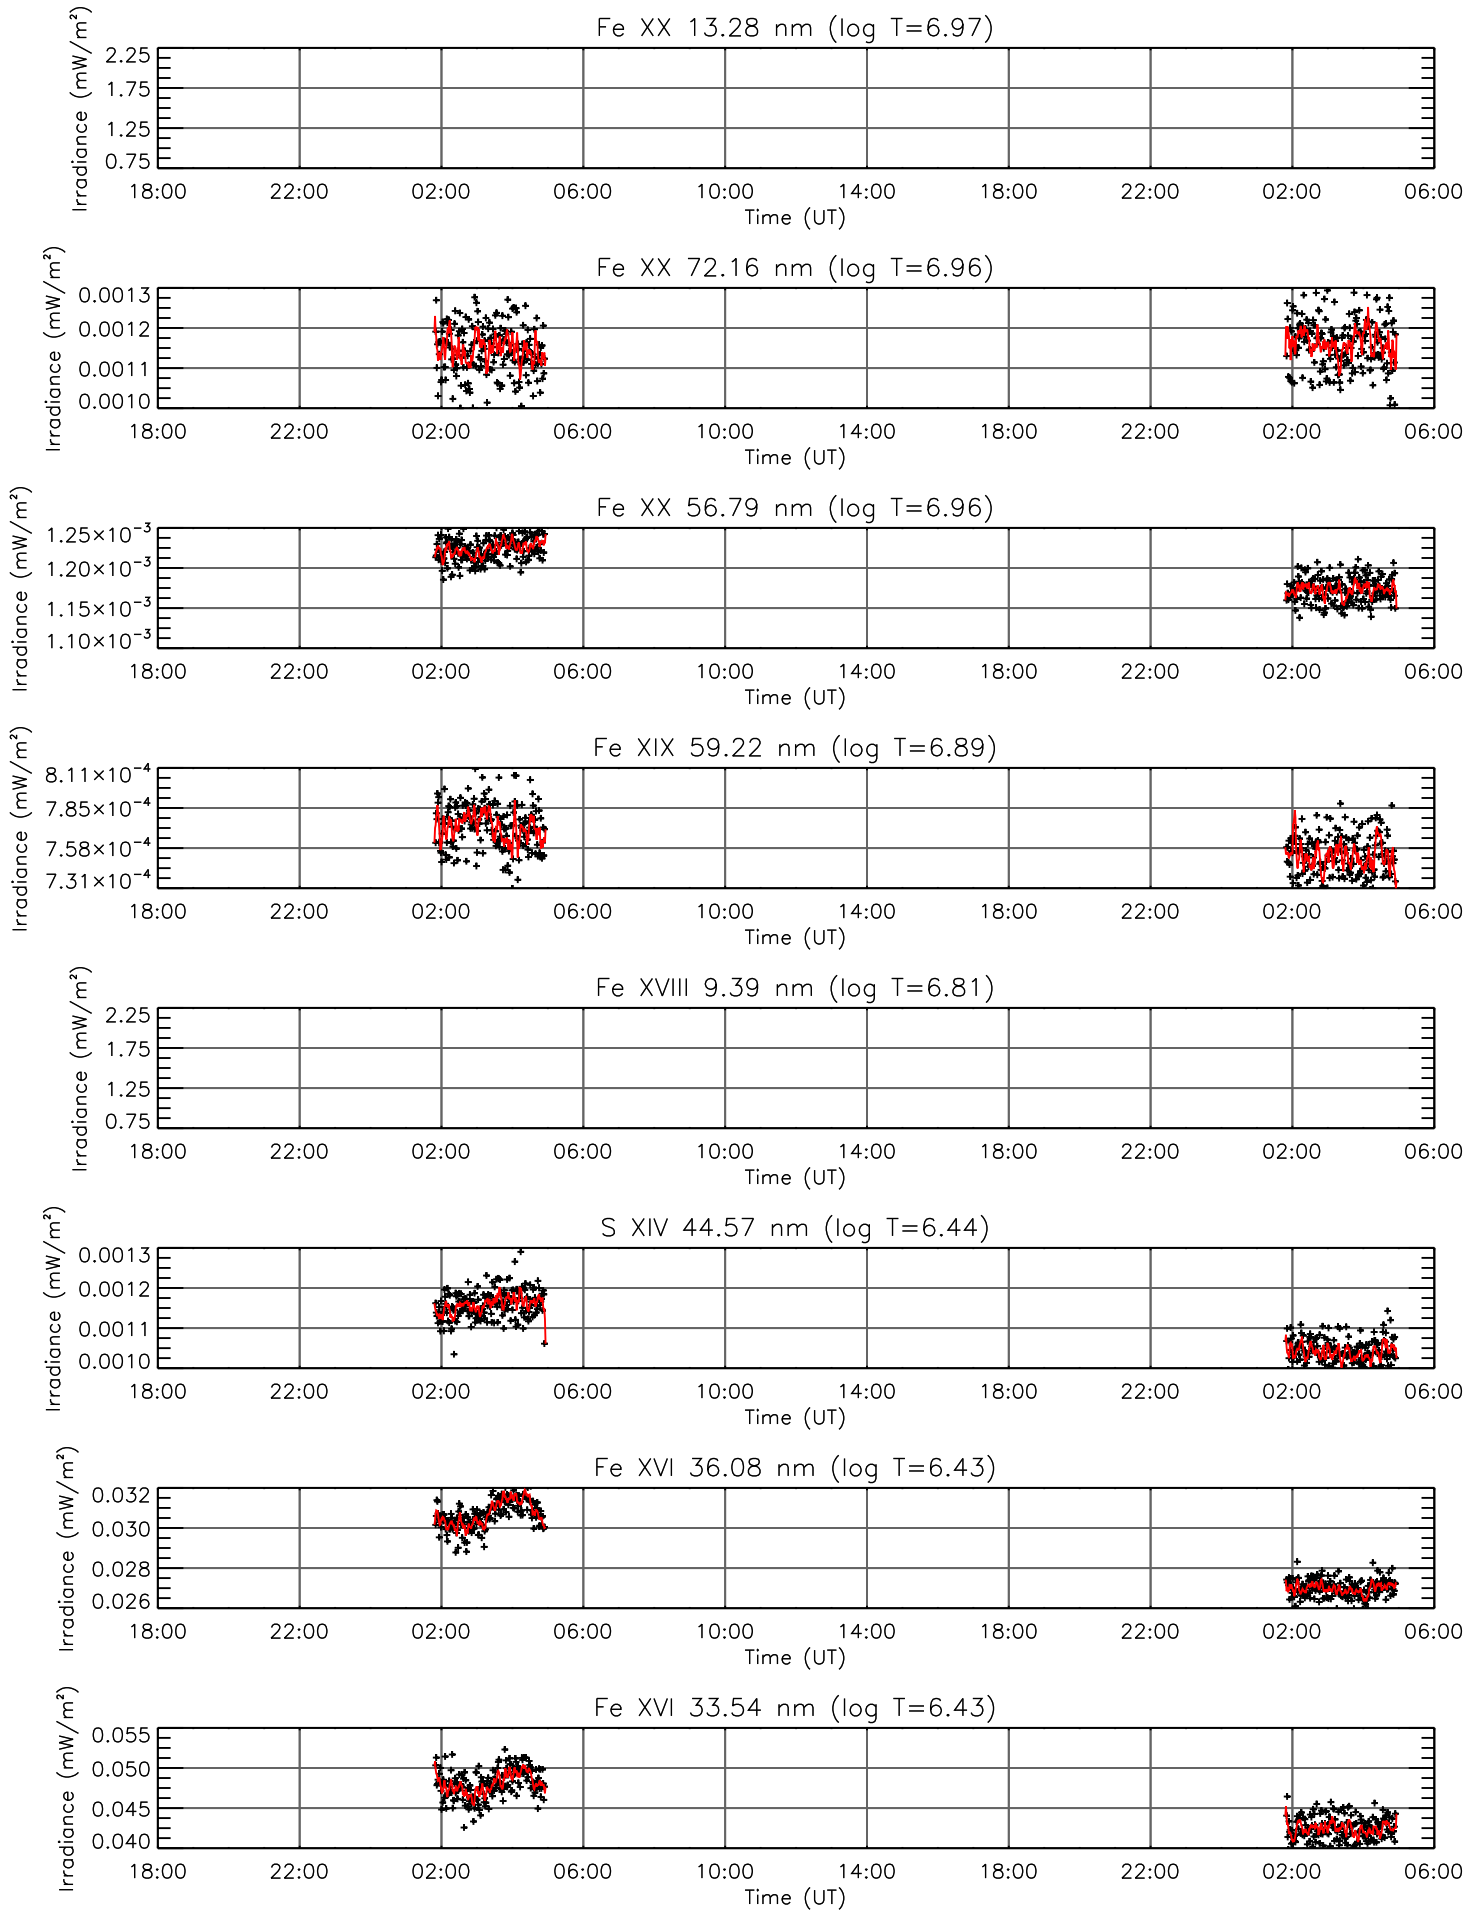 Fe XX 13.28 nm (log T=6.97)
Irradiance (mW/m²)
2.25
1.75
1.25
0.75
18:00 22:00 02:00 06:00 10:00 14:00 18:00 22:00 02:00 06:00
Time (UT)
Fe XX 72.16 nm (log T=6.96)
Irradiance (mW/m²)
0.0013
0.0012
0.0011
0.0010
18:00 22:00 02:00 06:00 10:00 14:00 18:00 22:00 02:00 06:00
Time (UT)
Fe XX 56.79 nm (log T=6.96)
Irradiance (mW/m²)
1.25×10⁻³
1.20×10⁻³
1.15×10⁻³
1.10×10⁻³
18:00 22:00 02:00 06:00 10:00 14:00 18:00 22:00 02:00 06:00
Time (UT)
Fe XIX 59.22 nm (log T=6.89)
Irradiance (mW/m²)
8.11×10⁻⁴
7.85×10⁻⁴
7.58×10⁻⁴
7.31×10⁻⁴
18:00 22:00 02:00 06:00 10:00 14:00 18:00 22:00 02:00 06:00
Time (UT)
Fe XVIII 9.39 nm (log T=6.81)
Irradiance (mW/m²)
2.25
1.75
1.25
0.75
18:00 22:00 02:00 06:00 10:00 14:00 18:00 22:00 02:00 06:00
Time (UT)
S XIV 44.57 nm (log T=6.44)
Irradiance (mW/m²)
0.0013
0.0012
0.0011
0.0010
18:00 22:00 02:00 06:00 10:00 14:00 18:00 22:00 02:00 06:00
Time (UT)
Fe XVI 36.08 nm (log T=6.43)
Irradiance (mW/m²)
0.032
0.030
0.028
0.026
18:00 22:00 02:00 06:00 10:00 14:00 18:00 22:00 02:00 06:00
Time (UT)
Fe XVI 33.54 nm (log T=6.43)
Irradiance (mW/m²)
0.055
0.050
0.045
0.040
18:00 22:00 02:00 06:00 10:00 14:00 18:00 22:00 02:00 06:00
Time (UT)